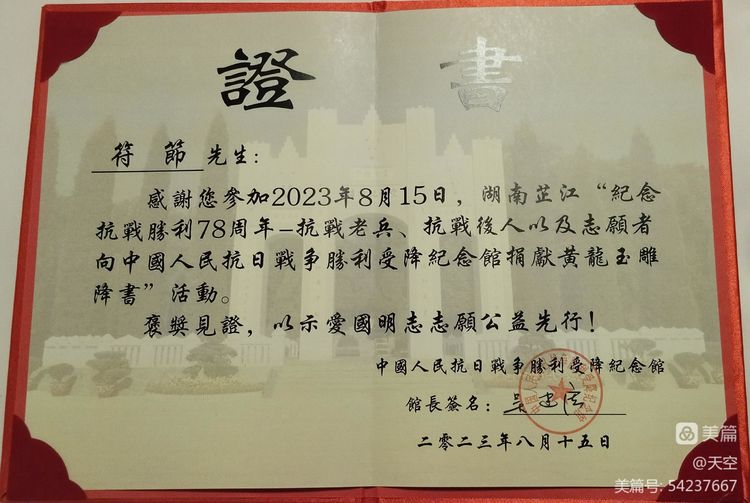 證 書
符 節 先生：
感謝您參加2023年8月15日，湖南芷江“紀念
抗戰勝利78周年-抗戰老兵、抗戰後人以及志願者
向中國人民抗日戰争勝利受降紀念館捐獻黄龍玉雕
降書”活動。
褒獎見證，以示愛國明志志願公益先行！
中國人民抗日戰争勝利受降紀念館
館長簽名：吴建宏
二零二三年八月十五日
美篇
@天空
美篇号: 54237667